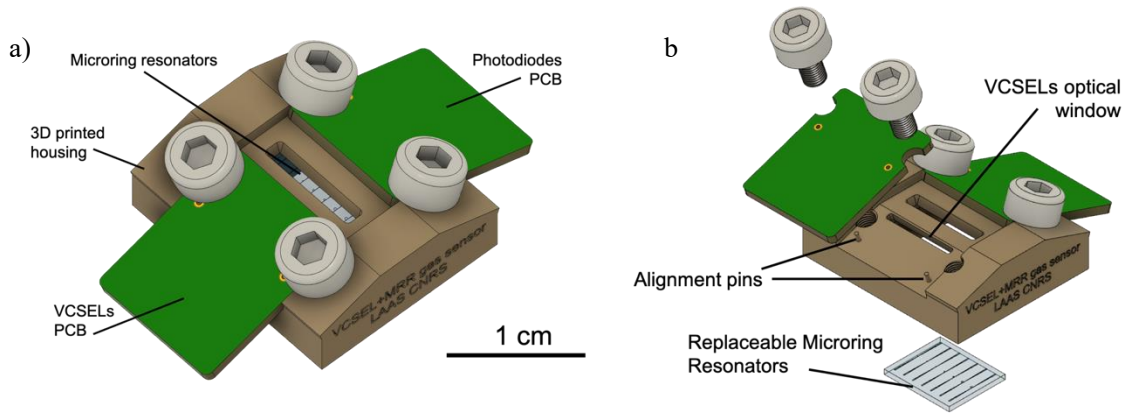 a)
Microring resonators
Photodiodes
PCB
3D printed
housing
VCSELs
PCB
VCSEL+MRR gas sensor
LAAS CNRS
1 cm
b
VCSELs optical
window
Alignment pins
VCSEL+MRR gas sensor
LAAS CNRS
Replaceable Microring
Resonators